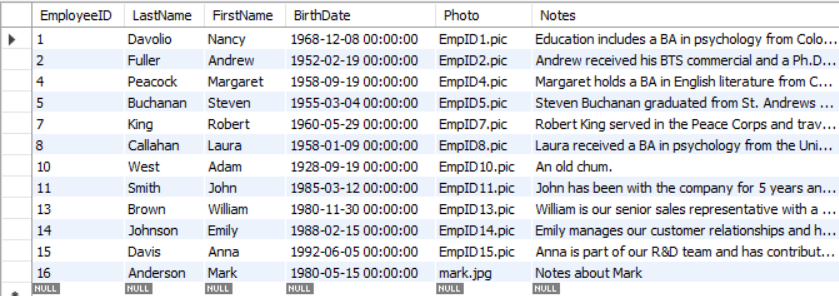 EmployeeID LastName FirstName BirthDate Photo Notes
1 Davolio Nancy 1968-12-08 00:00:00 EmpID1.pic Education includes a BA in psychology from Colo...
2 Fuller Andrew 1952-02-19 00:00:00 EmpID2.pic Andrew received his BTS commercial and a Ph.D...
4 Peacock Margaret 1958-09-19 00:00:00 EmpID4.pic Margaret holds a BA in English literature from C...
5 Buchanan Steven 1955-03-04 00:00:00 EmpID5.pic Steven Buchanan graduated from St. Andrews ...
7 King Robert 1960-05-29 00:00:00 EmpID7.pic Robert King served in the Peace Corps and trav...
8 Callahan Laura 1958-01-09 00:00:00 EmpID8.pic Laura received a BA in psychology from the Uni...
10 West Adam 1928-09-19 00:00:00 EmpID10.pic An old chum.
11 Smith John 1985-03-12 00:00:00 EmpID11.pic John has been with the company for 5 years an...
13 Brown William 1980-11-30 00:00:00 EmpID13.pic William is our senior sales representative with a ...
14 Johnson Emily 1988-02-15 00:00:00 EmpID14.pic Emily manages our customer relationships and h...
15 Davis Anna 1992-06-05 00:00:00 EmpID15.pic Anna is part of our R&D team and has contribut...
16 Anderson Mark 1980-05-15 00:00:00 mark.jpg Notes about Mark
NULL NULL NULL NULL NULL NULL